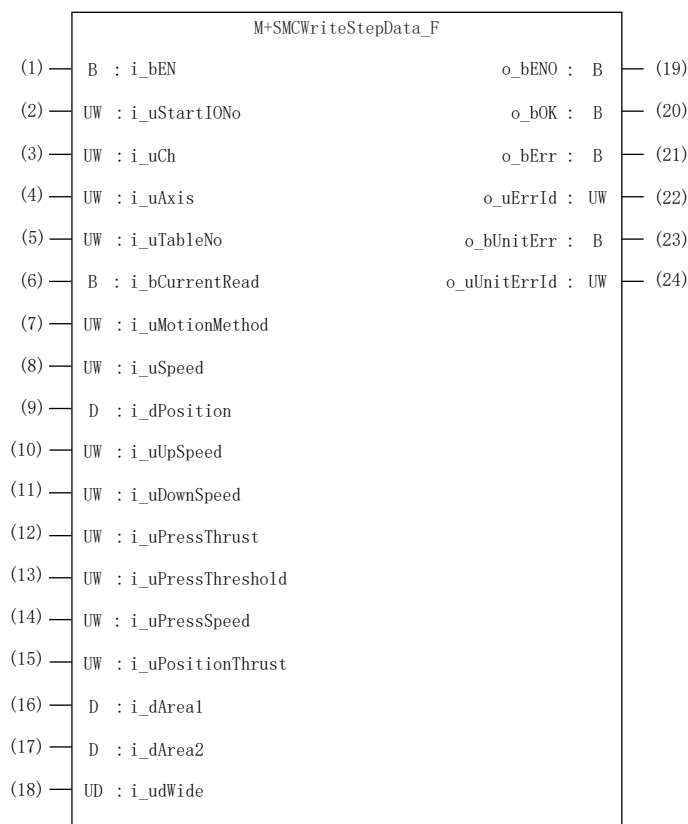 M+SMCWriteStepData_F
(1) B : i_bEN o_bENO : B (19)
(2) UW : i_uStartIONo o_bOK : B (20)
(3) UW : i_uCh o_bErr : B (21)
(4) UW : i_uAxis o_uErrId : UW (22)
(5) UW : i_uTableNo o_bUnitErr : B (23)
(6) B : i_bCurrentRead o_uUnitErrId : UW (24)
(7) UW : i_uMotionMethod
(8) UW : i_uSpeed
(9) D : i_dPosition
(10) UW : i_uUpSpeed
(11) UW : i_uDownSpeed
(12) UW : i_uPressThrust
(13) UW : i_uPressThreshold
(14) UW : i_uPressSpeed
(15) UW : i_uPositionThrust
(16) D : i_dArea1
(17) D : i_dArea2
(18) UD : i_udWide